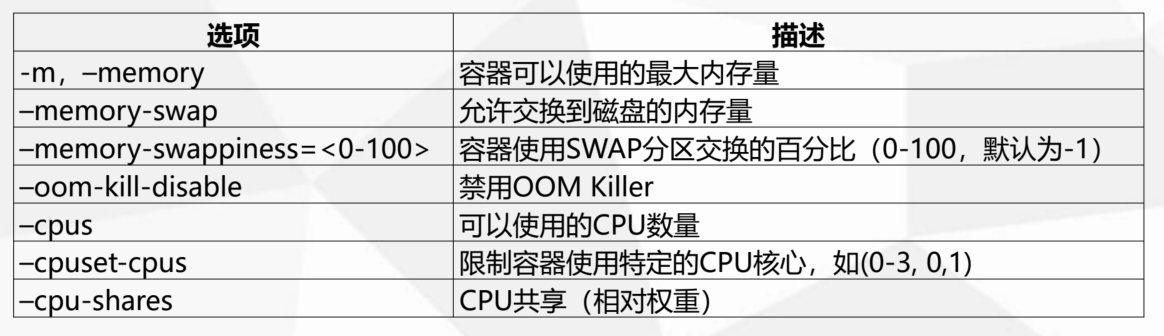 选项 描述
-m，–memory 容器可以使用的最大内存量
–memory-swap 允许交换到磁盘的内存量
–memory-swappiness=<0-100> 容器使用SWAP分区交换的百分比（0-100，默认为-1）
–oom-kill-disable 禁用OOM Killer
–cpus 可以使用的CPU数量
–cpuset-cpus 限制容器使用特定的CPU核心，如(0-3, 0,1)
–cpu-shares CPU共享（相对权重）